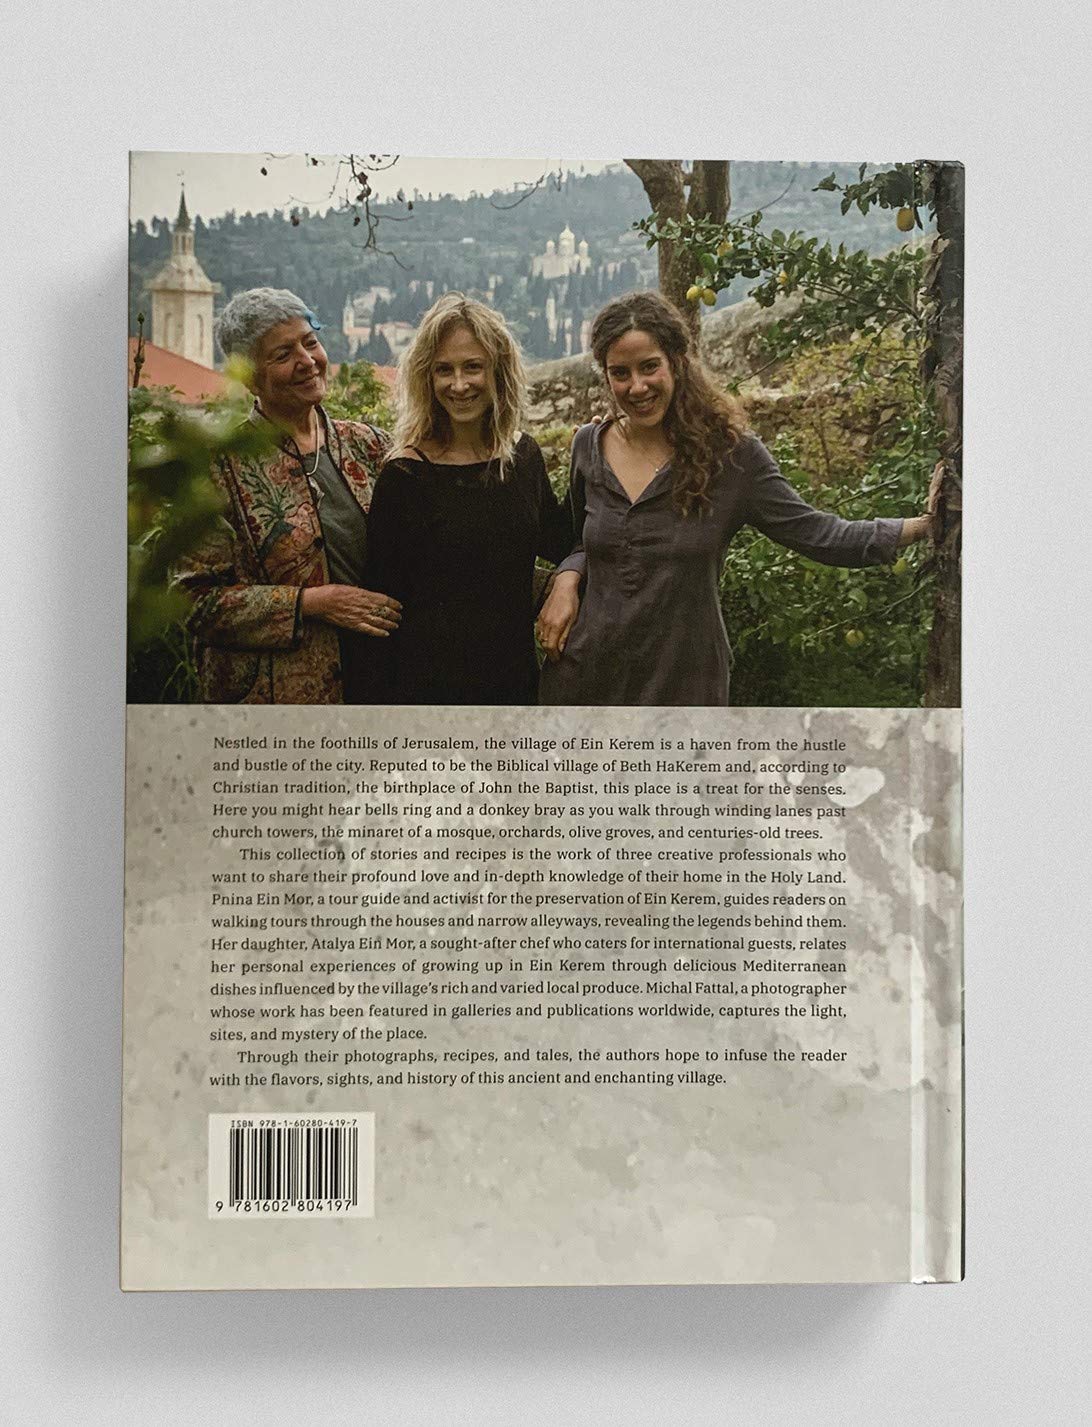 Nestled in the foothills of Jerusalem, the village of Ein Kerem is a haven from the hustle
and bustle of the city. Reputed to be the Biblical village of Beth HaKerem and, according to
Christian tradition, the birthplace of John the Baptist, this place is a treat for the senses.
Here you might hear bells ring and a donkey bray as you walk through winding lanes past
church towers, the minaret of a mosque, orchards, olive groves, and centuries-old trees.
This collection of stories and recipes is the work of three creative professionals who
want to share their profound love and in-depth knowledge of their home in the Holy Land.
Pnina Ein Mor, a tour guide and activist for the preservation of Ein Kerem, guides readers on
walking tours through the houses and narrow alleyways, revealing the legends behind them.
Her daughter, Atalya Ein Mor, a sought-after chef who caters for international guests, relates
her personal experiences of growing up in Ein Kerem through delicious Mediterranean
dishes influenced by the village's rich and varied local produce. Michal Fattal, a photographer
whose work has been featured in galleries and publications worldwide, captures the light,
sites, and mystery of the place.
Through their photographs, recipes, and tales, the authors hope to infuse the reader
with the flavors, sights, and history of this ancient and enchanting village.
ISBN 978-1-60280-419-7
9 781602 804197